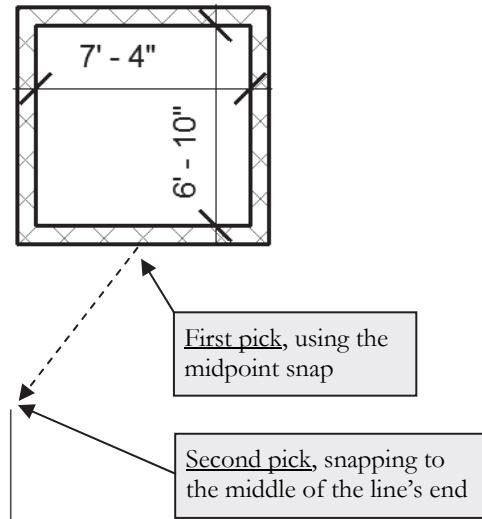 7' - 4"
6' - 10"
First pick, using the
midpoint snap
Second pick, snapping to
the middle of the line's end